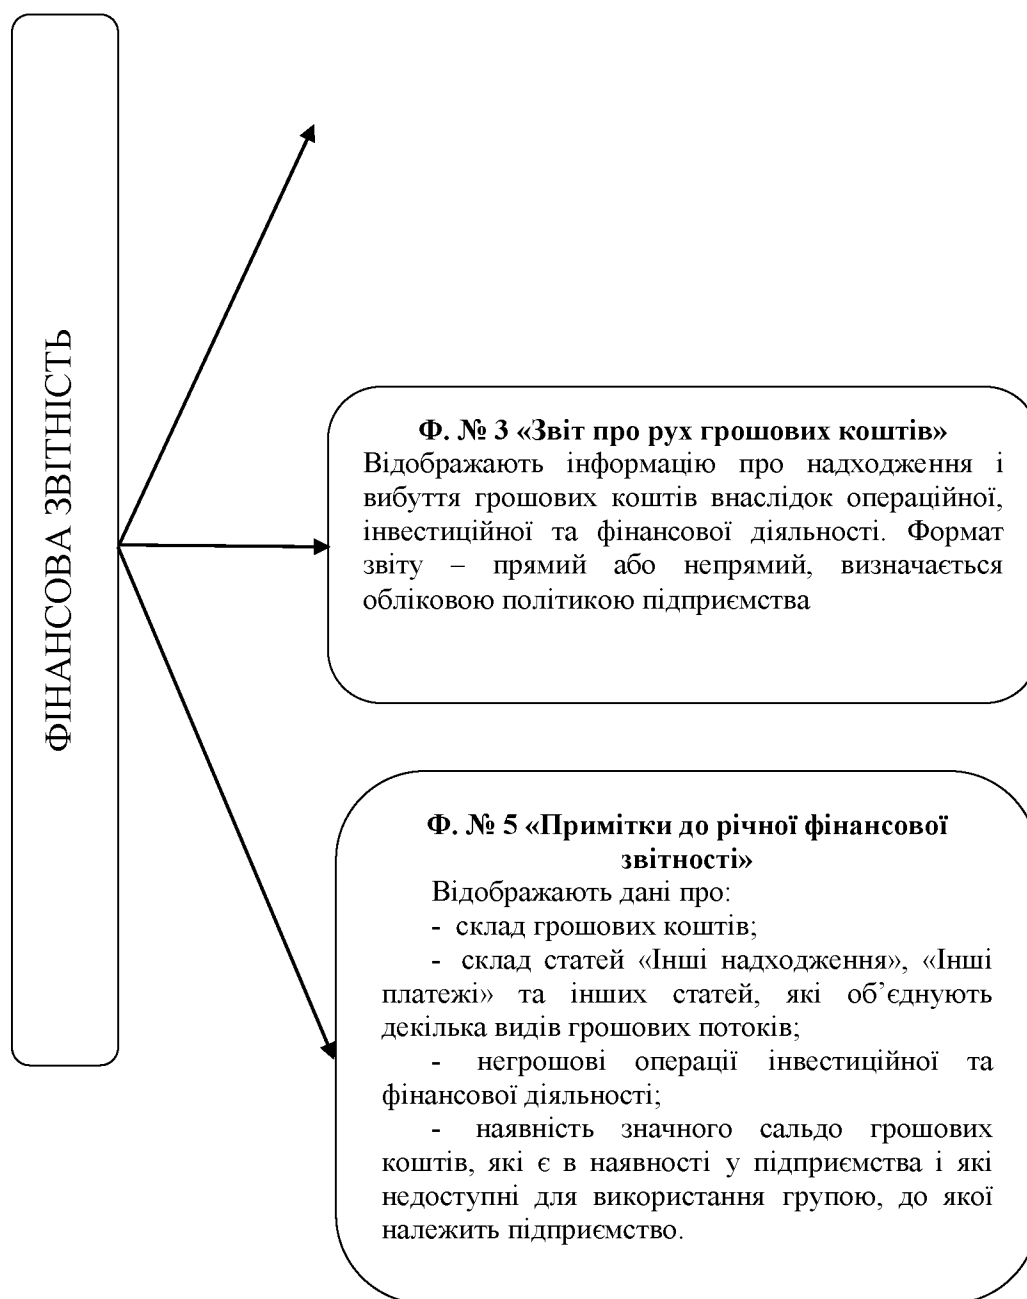 ФІНАНСОВА ЗВІТНІСТЬ
Ф. № 3 «Звіт про рух грошових коштів»
Відображають інформацію про надходження і
вибуття грошових коштів внаслідок операційної,
інвестиційної та фінансової діяльності. Формат
звіту – прямий або непрямий, визначається
обліковою політикою підприємства
Ф. № 5 «Примітки до річної фінансової
звітності»
Відображають дані про:
- склад грошових коштів;
- склад статей «Інші надходження», «Інші
платежі» та інших статей, які об’єднують
декілька видів грошових потоків;
- негрошові операції інвестиційної та
фінансової діяльності;
- наявність значного сальдо грошових
коштів, які є в наявності у підприємства і які
недоступні для використання групою, до якої
належить підприємство.